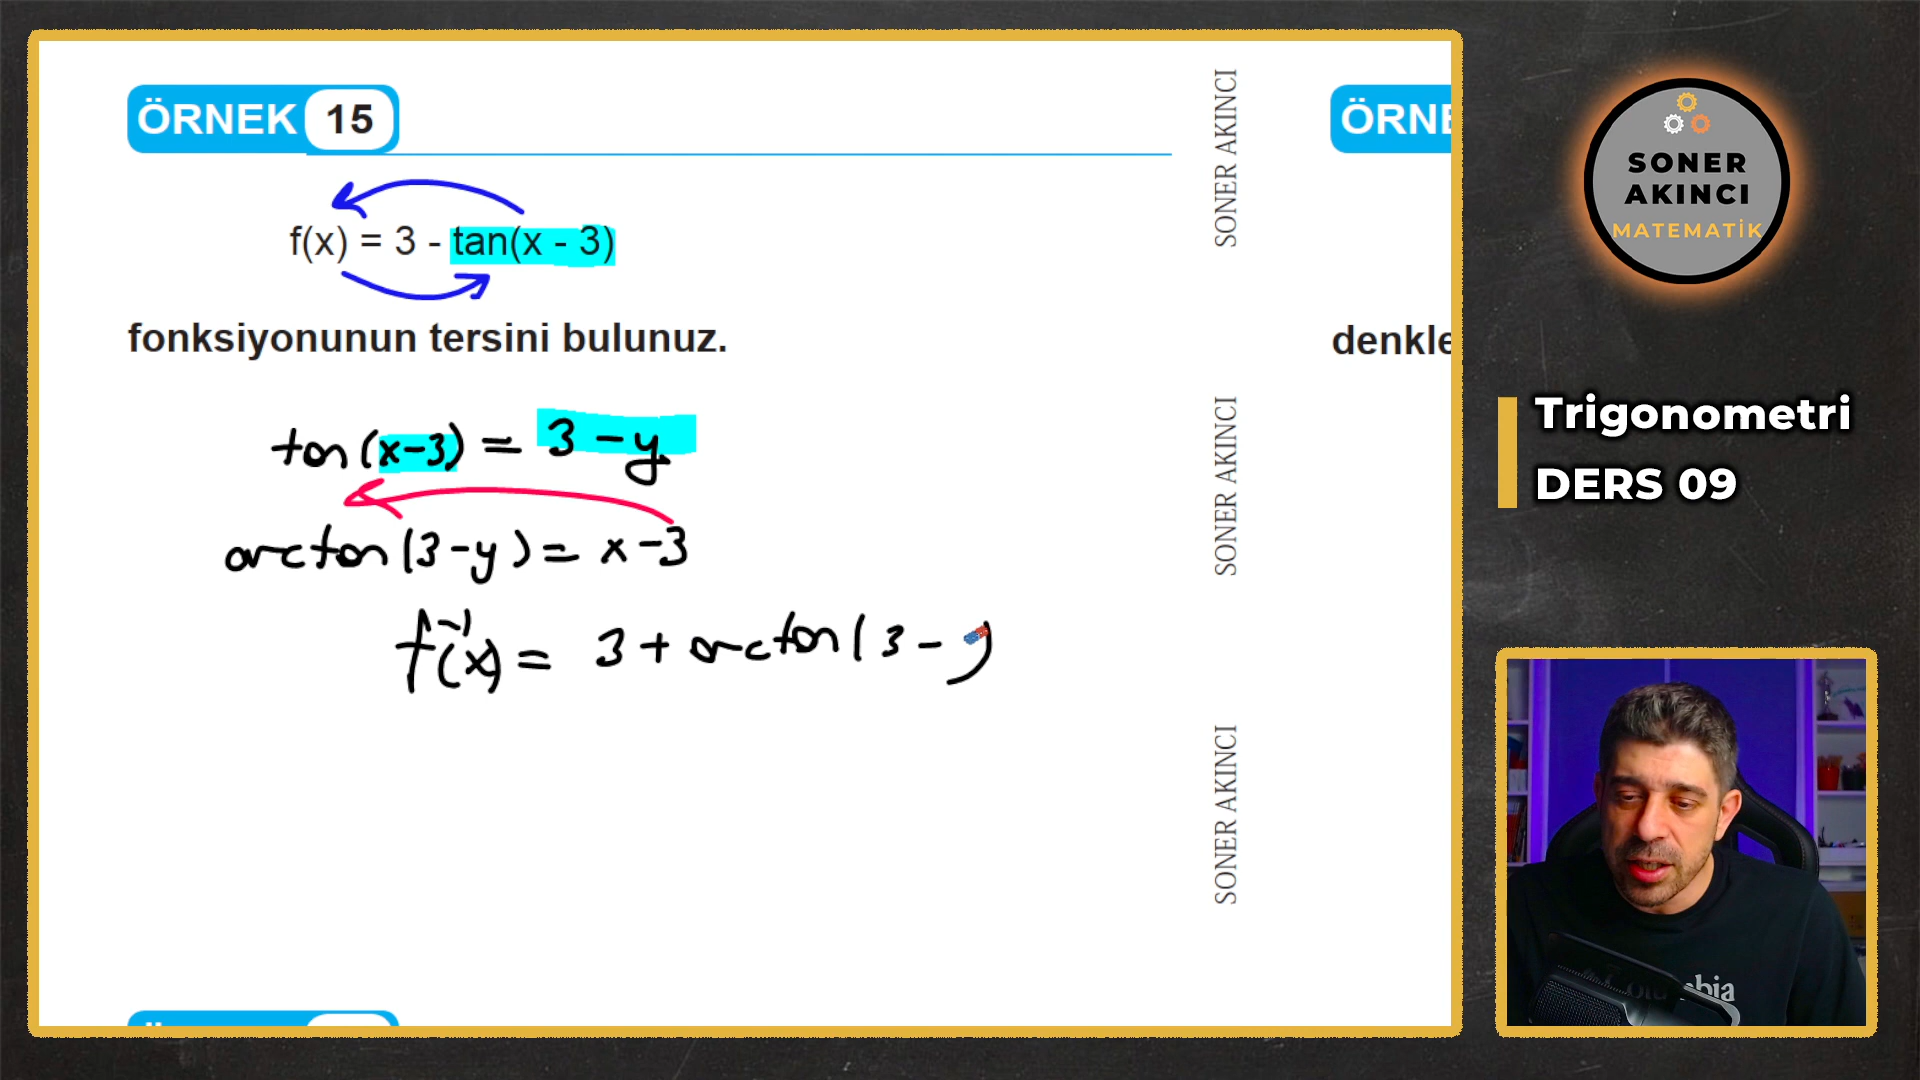 ÖRNEK 15
f(x) = 3 - tan(x - 3)
fonksiyonunun tersini bulunuz.
tan(x-3) = 3 - y
arctan(3-y) = x-3
f⁻¹(x) = 3 + arctan(3 -
SONER AKINCI
SONER AKINCI
SONER AKINCI
ÖRNE
denkle
SONER
AKINCI
MATEMATİK
Trigonometri
DERS 09